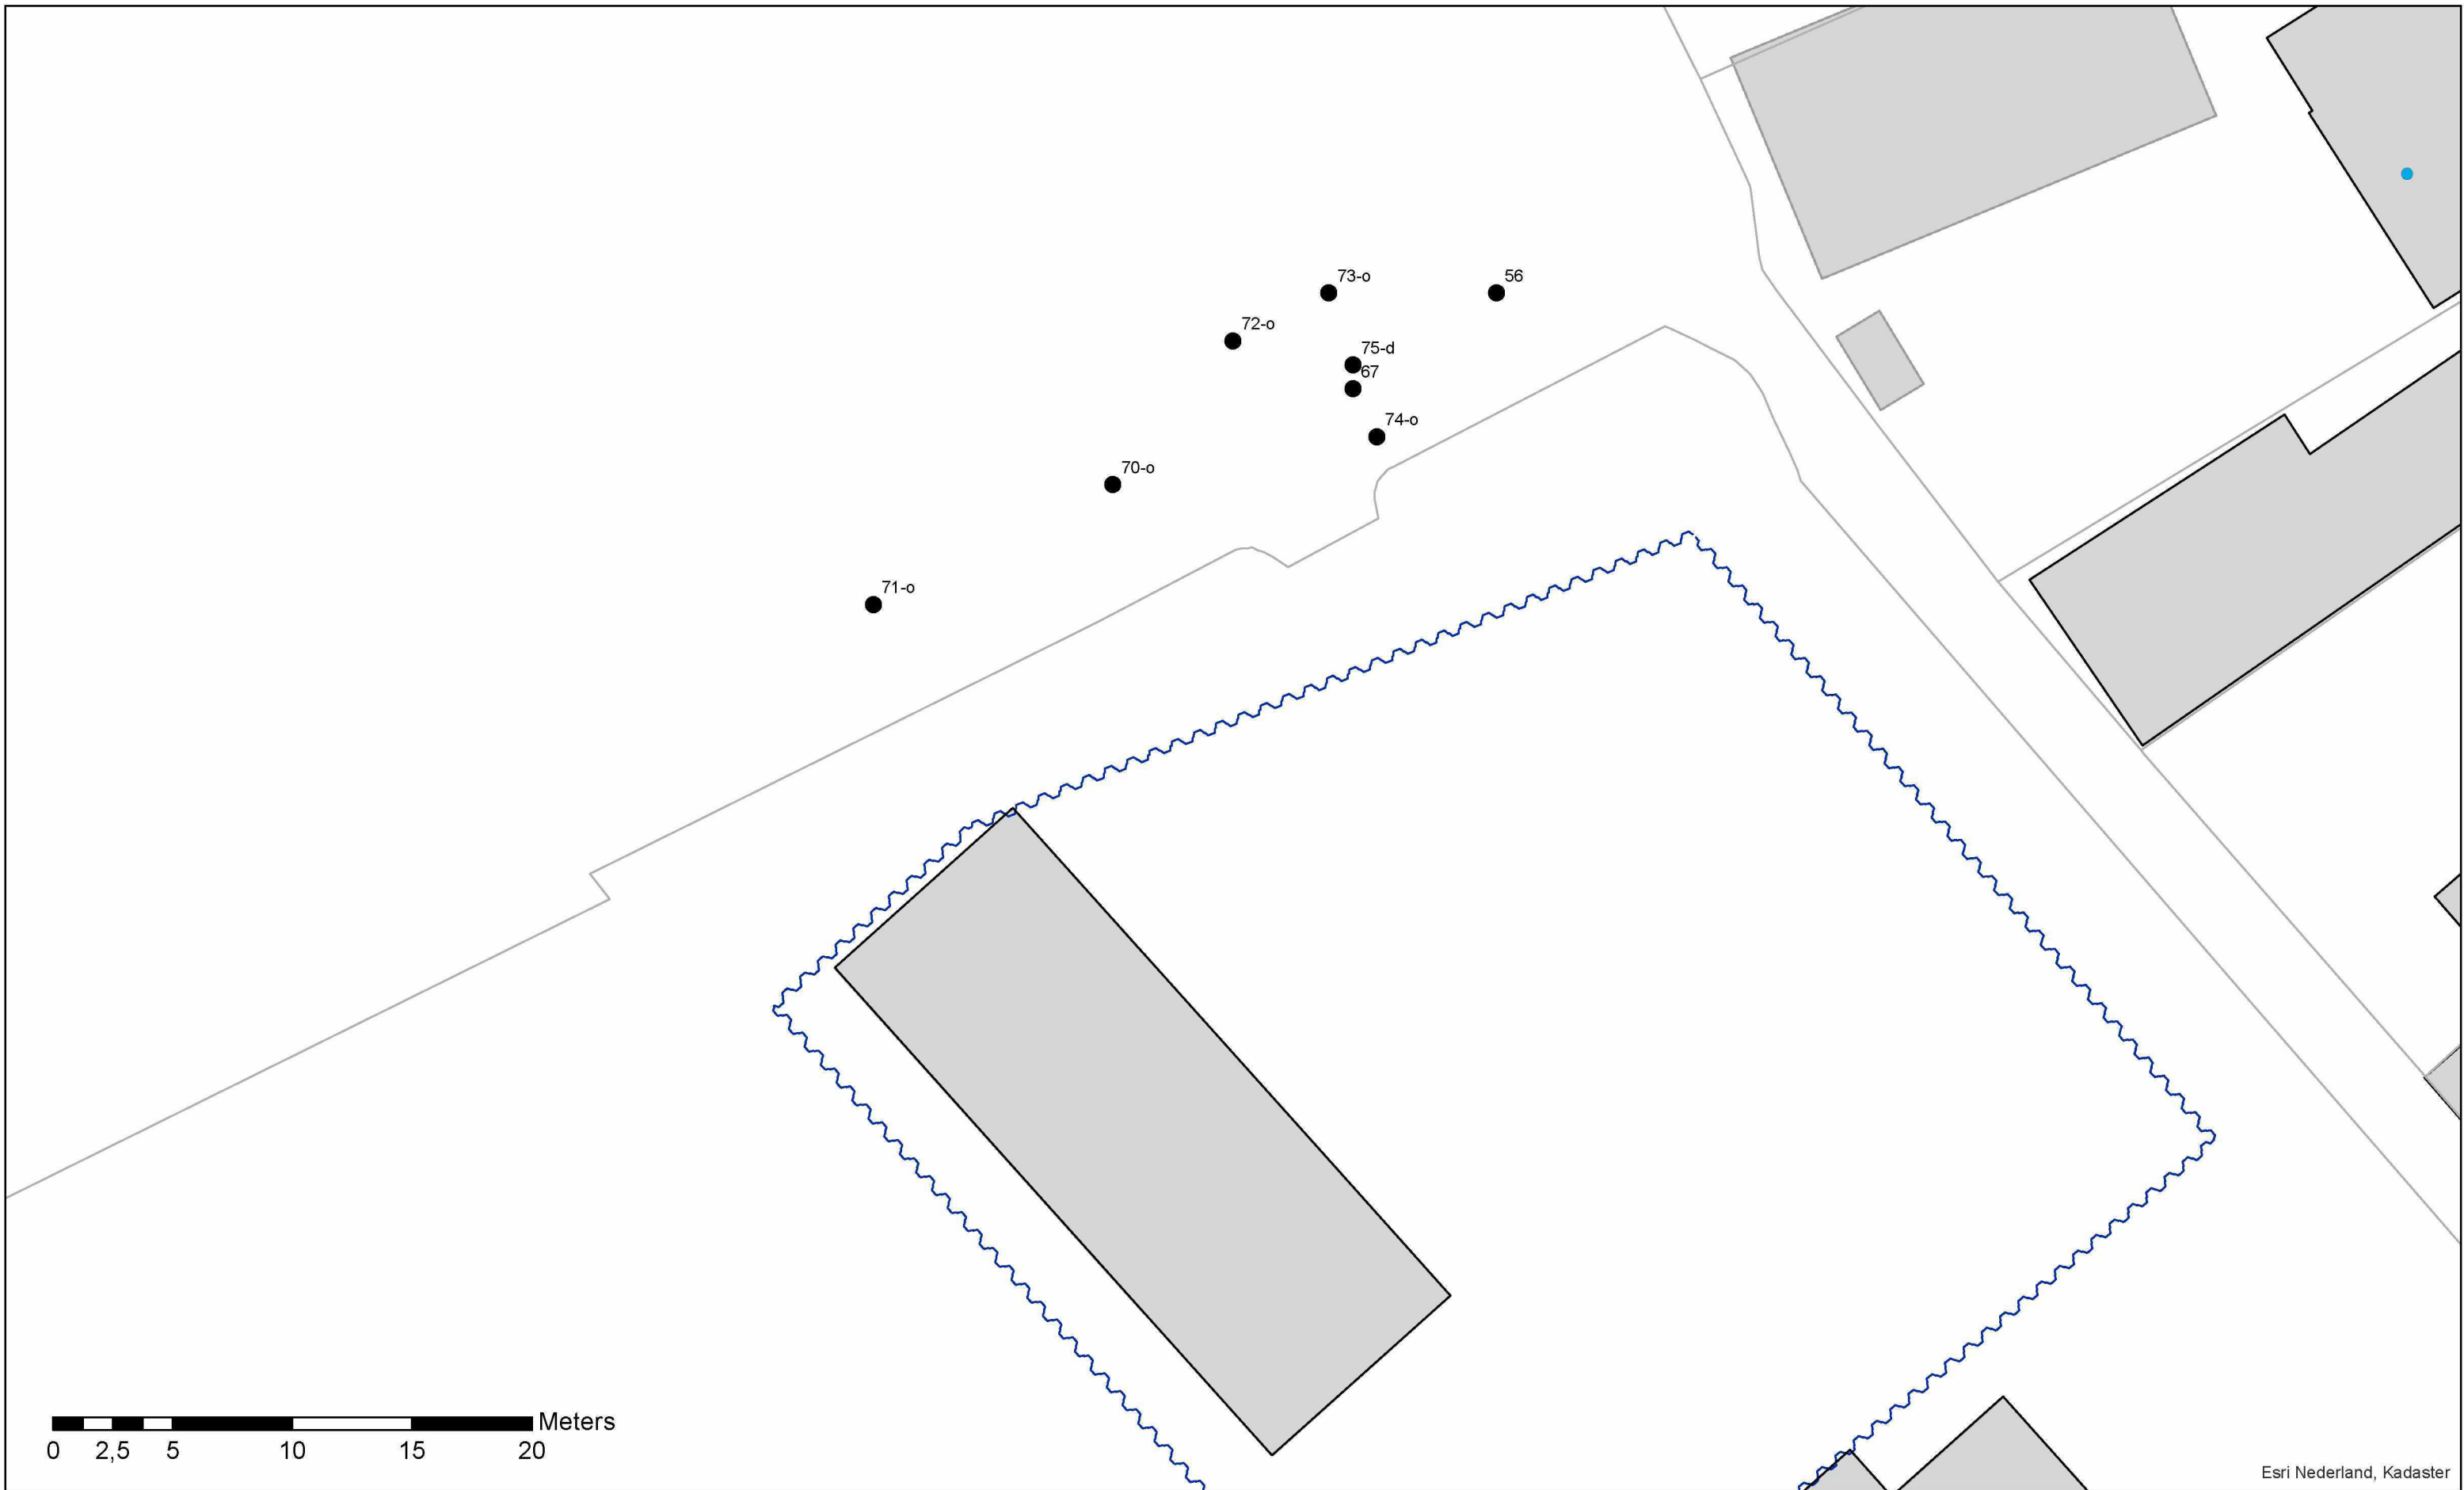 73-o
56
72-o
75-d
67
74-o
70-o
71-o
Meters
0 2,5 5 10 15 20
Esri Nederland, Kadaster